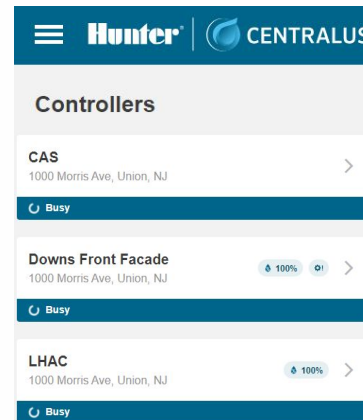 Hunter® CENTRALUS
Controllers
CAS
1000 Morris Ave, Union, NJ
Busy
Downs Front Facade
100%
1000 Morris Ave, Union, NJ
Busy
LHAC
100%
1000 Morris Ave, Union, NJ
Busy